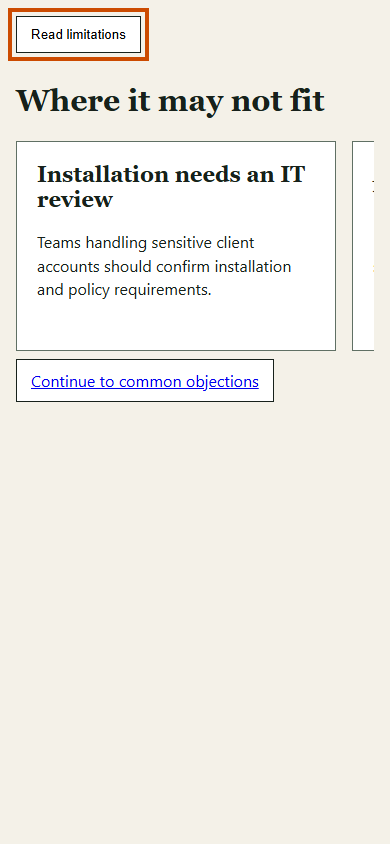 Read limitations
Where it may not fit
Installation needs an IT
review
Teams handling sensitive client
accounts should confirm installation
and policy requirements.
Continue to common objections